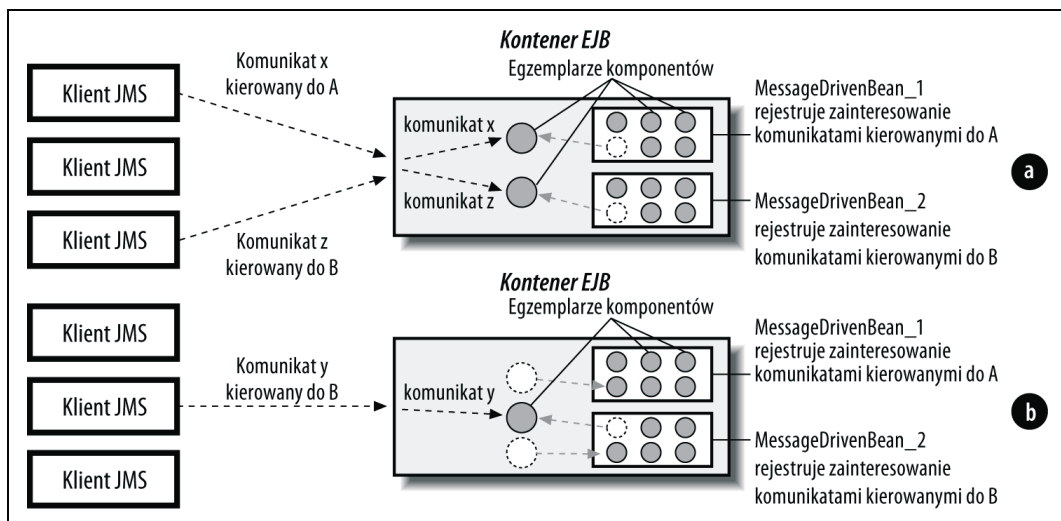 Klient JMS
Klient JMS
Klient JMS
Komunikat x
kierowany do A
Komunikat z
kierowany do B
Kontener EJB
Egzemplarze komponentów
komunikat x
komunikat z
MessageDrivenBean_1
rejestruje zainteresowanie
komunikatami kierowanymi do A
MessageDrivenBean_2
rejestruje zainteresowanie
komunikatami kierowanymi do B
a
Klient JMS
Klient JMS
Klient JMS
Komunikat y
kierowany do B
Kontener EJB
Egzemplarze komponentów
komunikat y
MessageDrivenBean_1
rejestruje zainteresowanie
komunikatami kierowanymi do A
MessageDrivenBean_2
rejestruje zainteresowanie
komunikatami kierowanymi do B
b